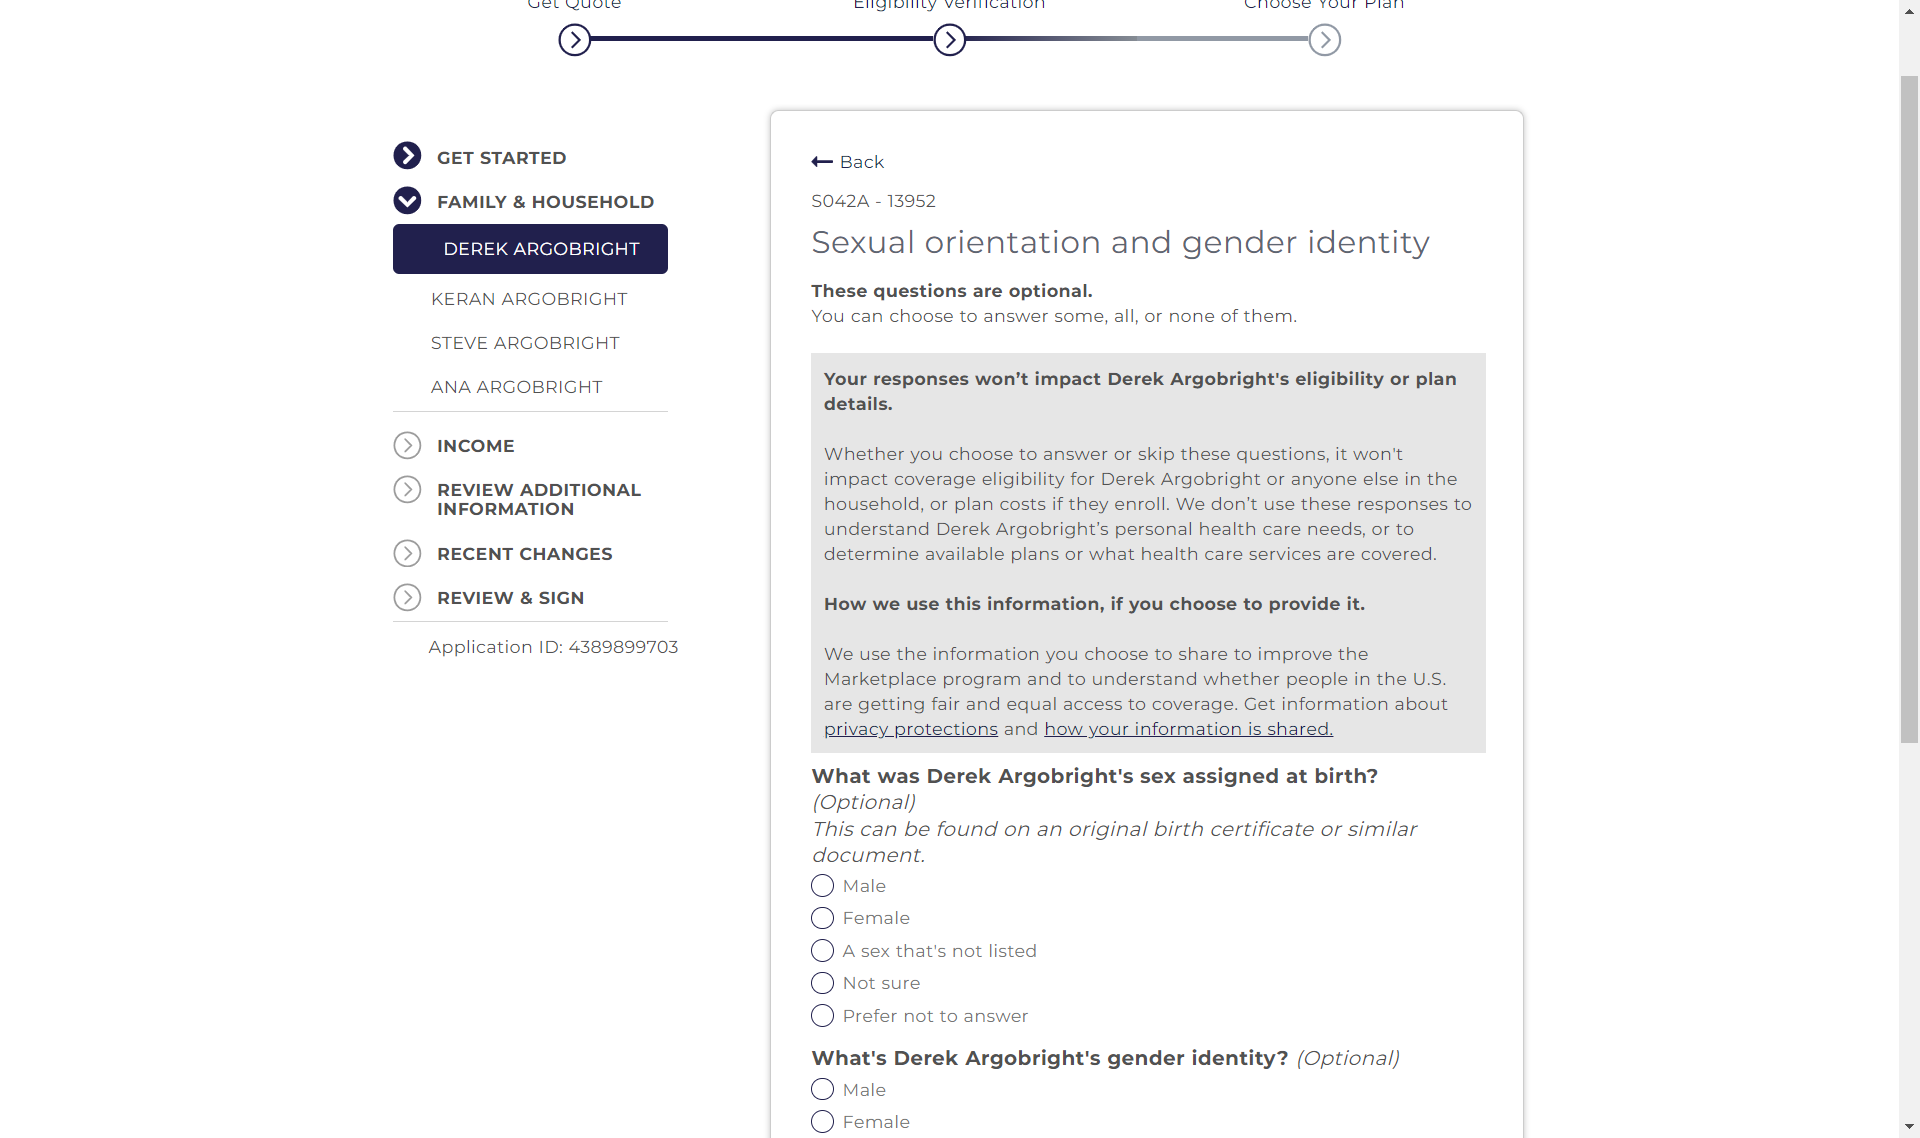 Get Quote
Eligibility Verification
Choose Your Plan
GET STARTED
FAMILY & HOUSEHOLD
DEREK ARGOBRIGHT
KERAN ARGOBRIGHT
STEVE ARGOBRIGHT
ANA ARGOBRIGHT
INCOME
REVIEW ADDITIONAL
INFORMATION
RECENT CHANGES
REVIEW & SIGN
Application ID: 4389899703
Back
S042A - 13952
Sexual orientation and gender identity
These questions are optional.
You can choose to answer some, all, or none of them.
Your responses won’t impact Derek Argobright's eligibility or plan
details.
Whether you choose to answer or skip these questions, it won't
impact coverage eligibility for Derek Argobright or anyone else in the
household, or plan costs if they enroll. We don’t use these responses to
understand Derek Argobright’s personal health care needs, or to
determine available plans or what health care services are covered.
How we use this information, if you choose to provide it.
We use the information you choose to share to improve the
Marketplace program and to understand whether people in the U.S.
are getting fair and equal access to coverage. Get information about
privacy protections and how your information is shared.
What was Derek Argobright's sex assigned at birth?
(Optional)
This can be found on an original birth certificate or similar
document.
Male
Female
A sex that's not listed
Not sure
Prefer not to answer
What's Derek Argobright's gender identity? (Optional)
Male
Female